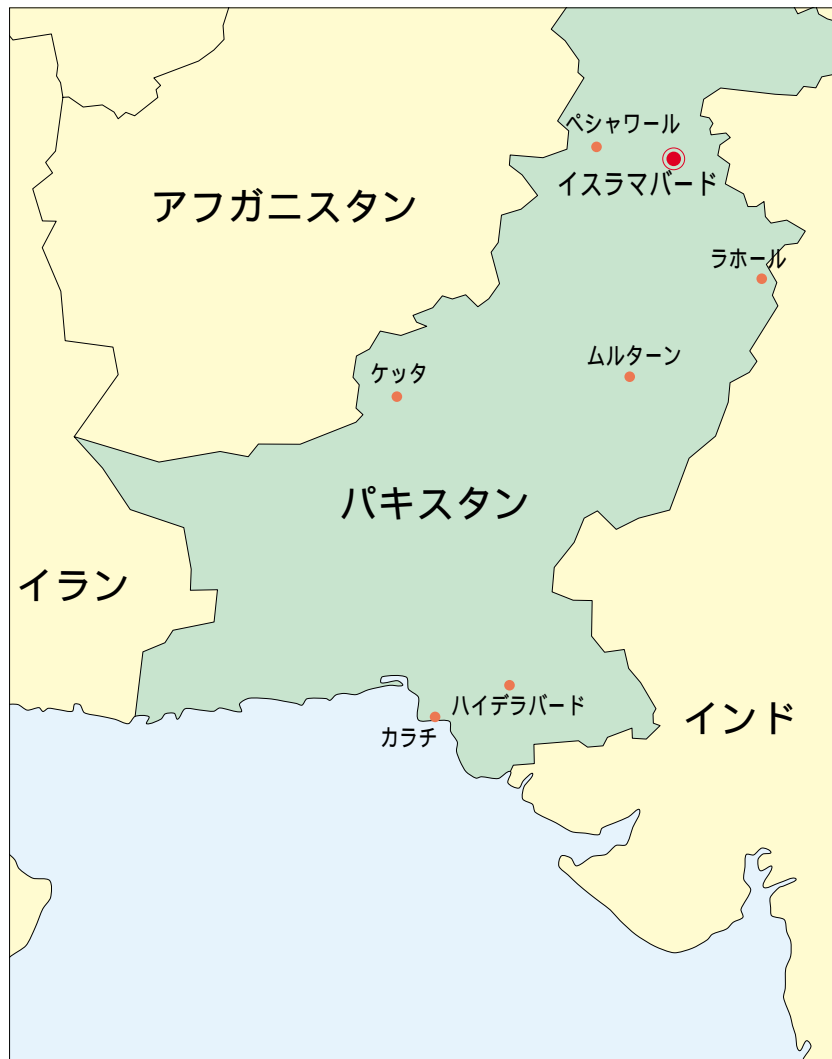 ペシャワール
イスラマバード
アフガニスタン
ラホール
ムルターン
ケッタ
パキスタン
イラン
ハイデラバード
インド
カラチ